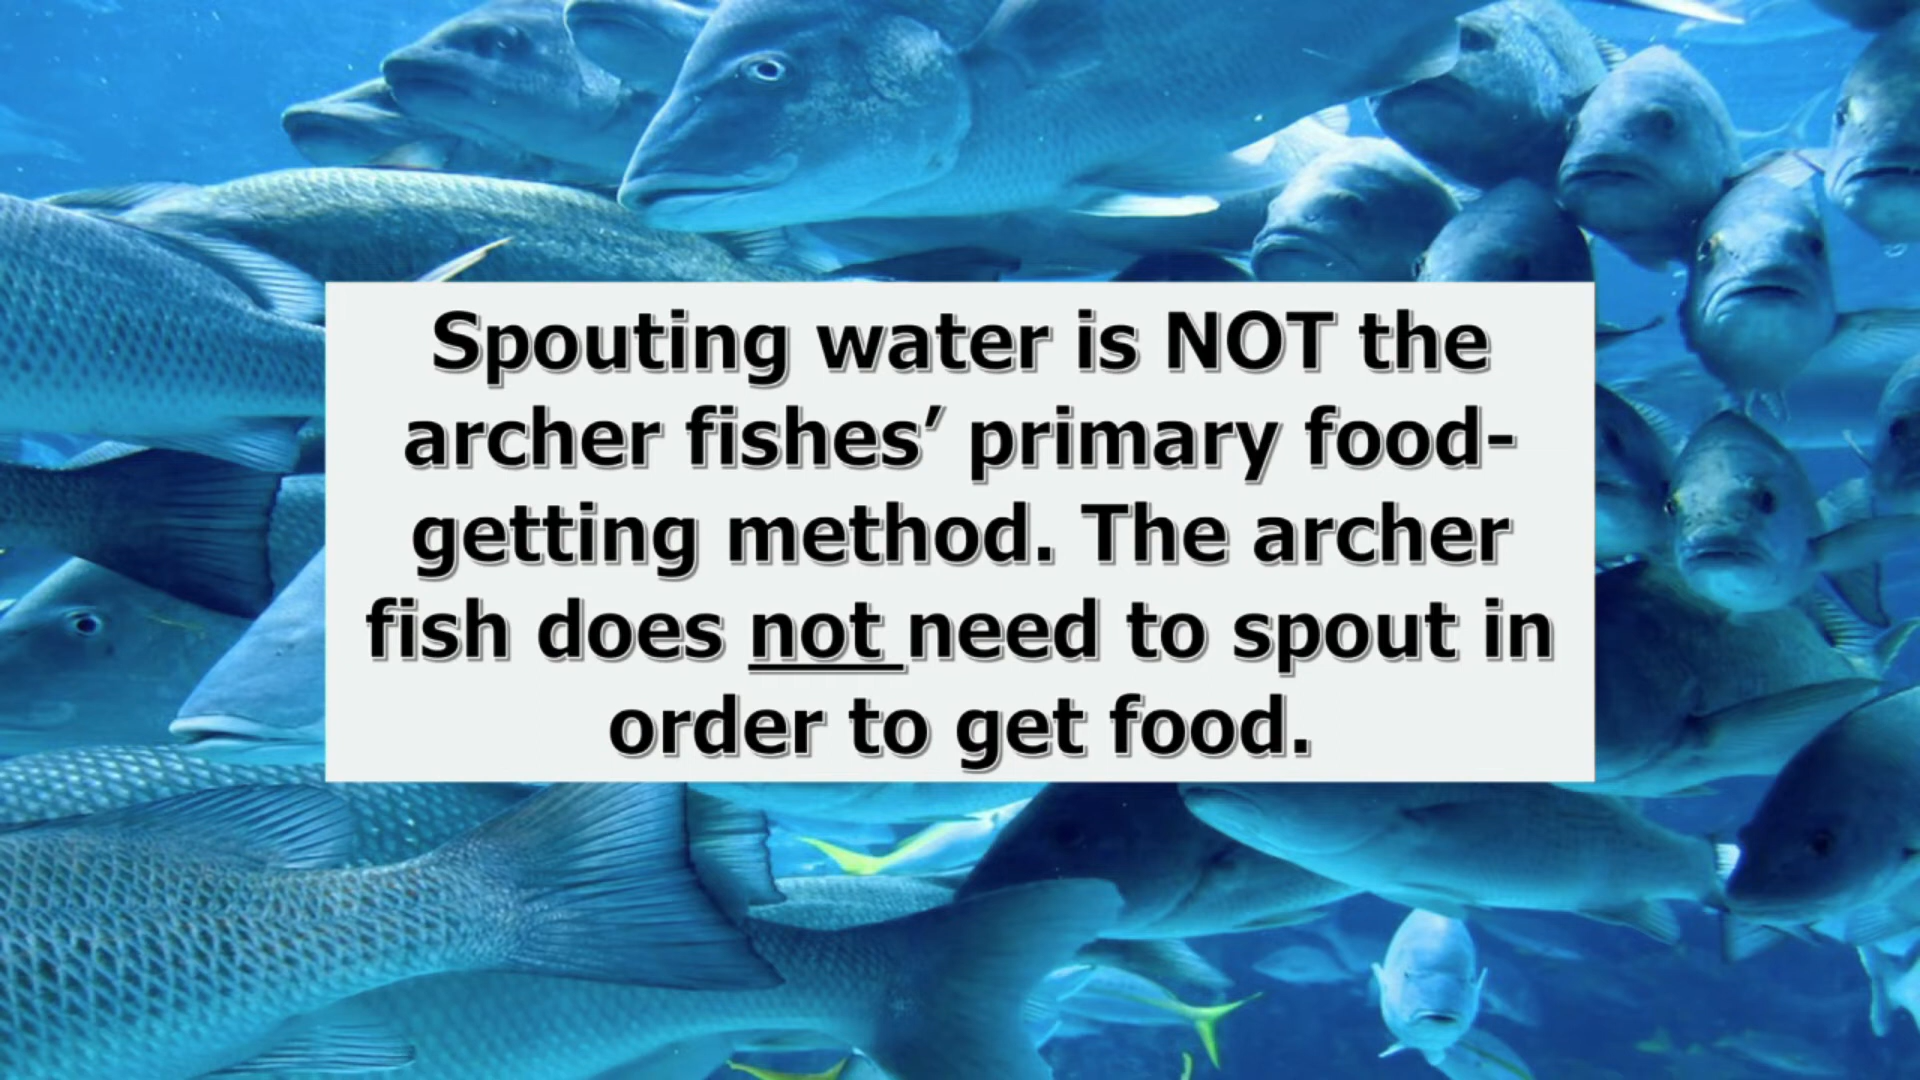 Spouting water is NOT the
archer fishes’ primary food-
getting method. The archer
fish does not need to spout in
order to get food.